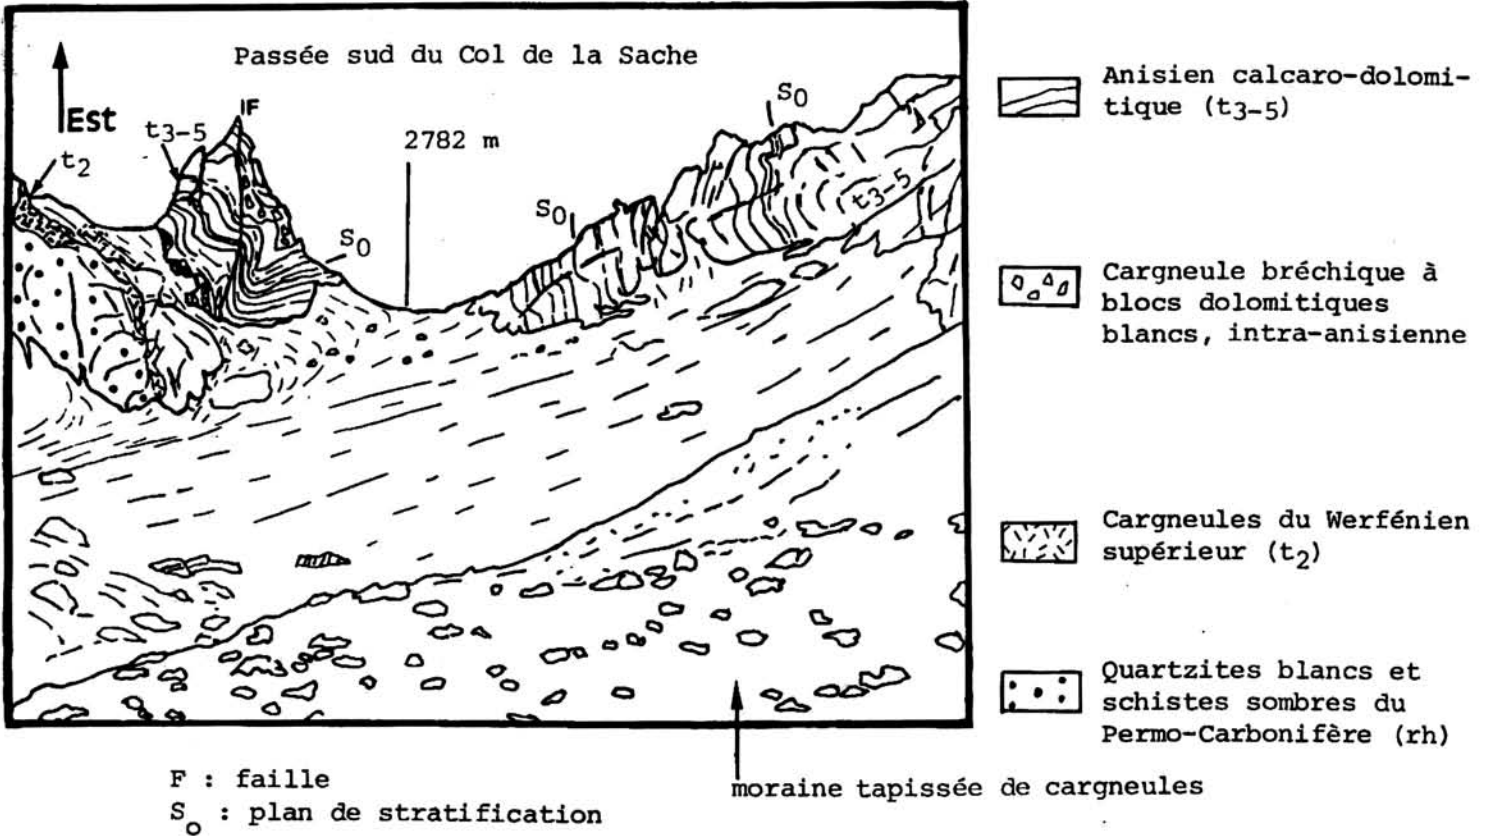 Passée sud du Col de la Sache
Est
t2
t3-5
F
2782 m
S0
S0
S0
t3-5
Anisien calcaro-dolomi-
tique (t3-5)
Cargneule bréchique à
blocs dolomitiques
blancs, intra-anisienne
Cargneules du Werfénien
supérieur (t2)
Quartzites blancs et
schistes sombres du
Permo-Carbonifère (rh)
F : faille
So : plan de stratification
moraine tapissée de cargneules